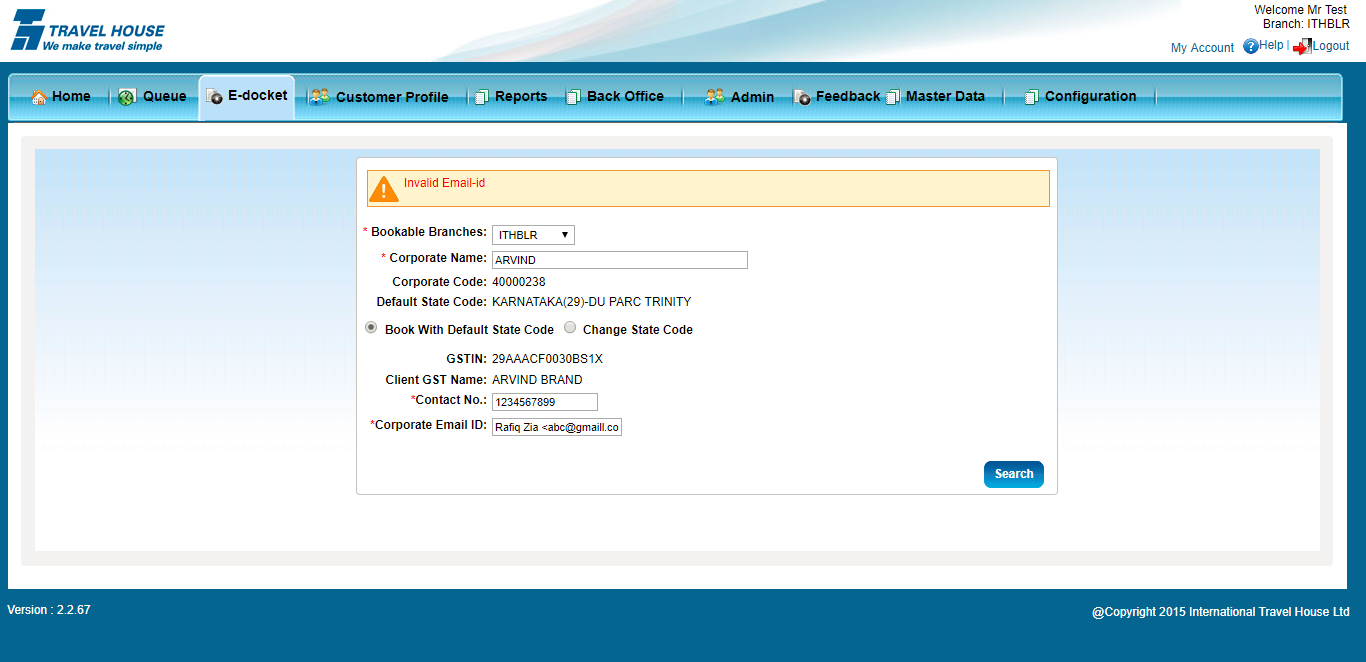 TRAVEL HOUSE
We make travel simple
Welcome Mr Test
Branch: ITHBLR
My Account ? Help | Logout
Home Queue E-docket Customer Profile Reports Back Office Admin Feedback Master Data Configuration
Invalid Email-id
* Bookable Branches: ITHBLR
* Corporate Name: ARVIND
Corporate Code: 40000238
Default State Code: KARNATAKA(29)-DU PARC TRINITY
Book With Default State Code Change State Code
GSTIN: 29AAACF0030BS1X
Client GST Name: ARVIND BRAND
*Contact No.: 1234567899
*Corporate Email ID: Rafiq Zia <abc@gmaill.co
Search
Version : 2.2.67
@Copyright 2015 International Travel House Ltd